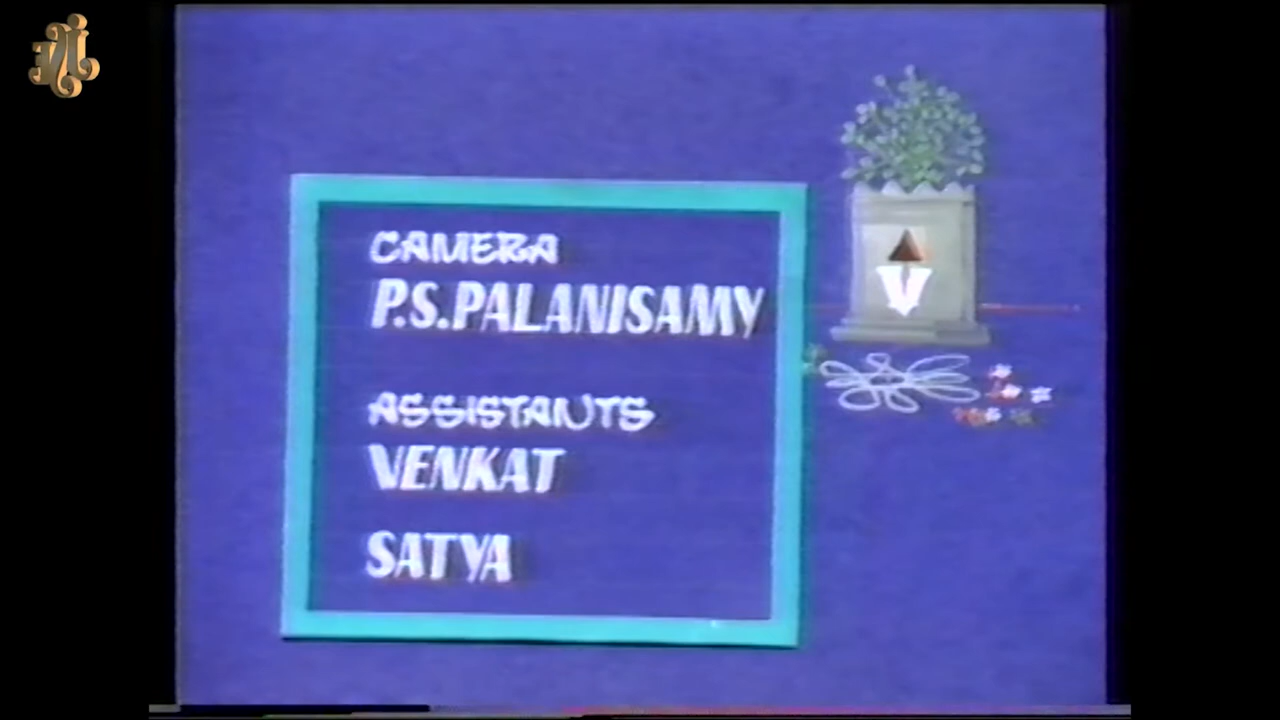 CAMERA
P.S.PALANISAMY
ASSISTANTS
VENKAT
SATYA
V